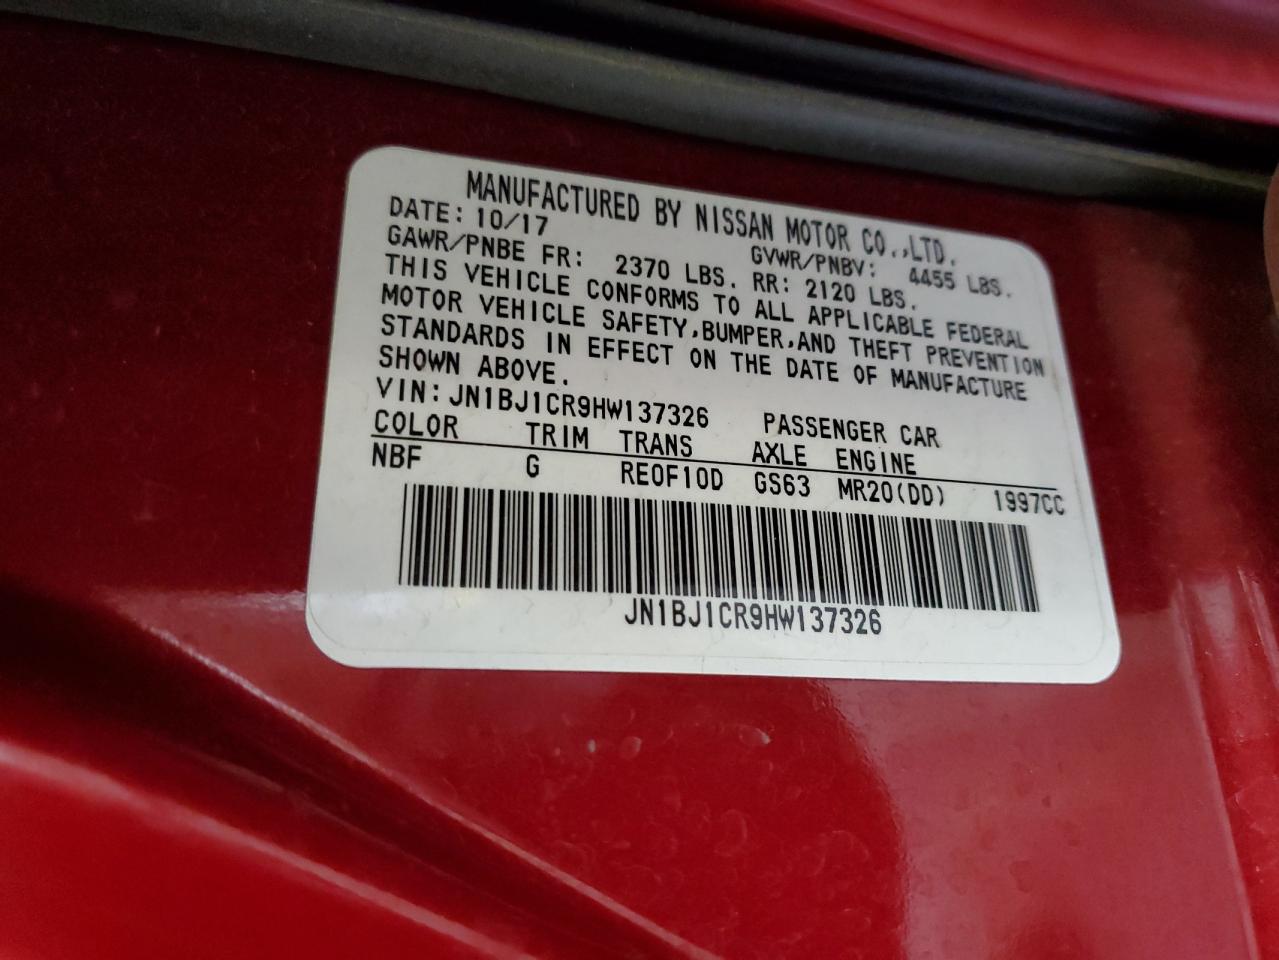 MANUFACTURED BY NISSAN MOTOR CO.,LTD.
DATE: 10/17 GVWR/PNBV: 4455 LBS.
GAWR/PNBE FR: 2370 LBS. RR: 2120 LBS.
THIS VEHICLE CONFORMS TO ALL APPLICABLE FEDERAL
MOTOR VEHICLE SAFETY,BUMPER,AND THEFT PREVENTION
STANDARDS IN EFFECT ON THE DATE OF MANUFACTURE
SHOWN ABOVE.
VIN: JN1BJ1CR9HW137326 PASSENGER CAR
COLOR TRIM TRANS AXLE ENGINE
NBF G RE0F10D GS63 MR20(DD) 1997CC
JN1BJ1CR9HW137326